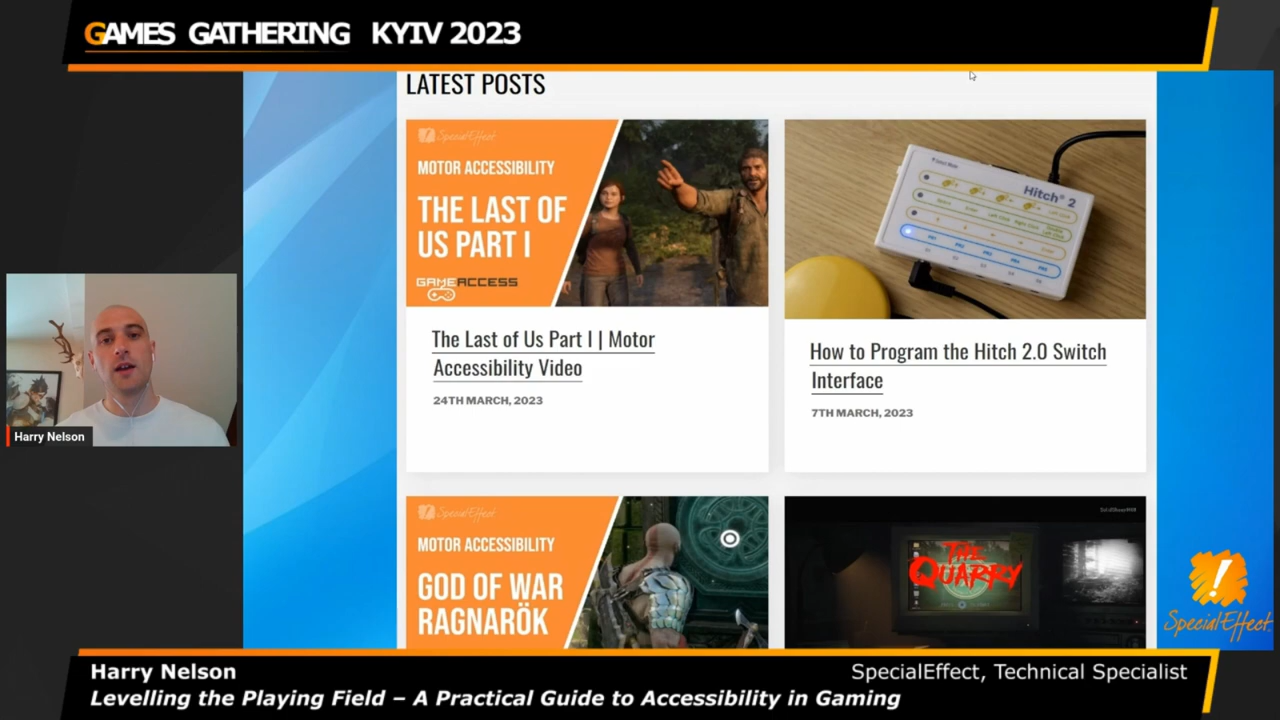 GAMES GATHERING KYIV 2023
LATEST POSTS
SpecialEffect
MOTOR ACCESSIBILITY
THE LAST OF
US PART I
GAMEACCESS
Hitch® 2
The Last of Us Part I | Motor
Accessibility Video
24TH MARCH, 2023
How to Program the Hitch 2.0 Switch
Interface
7TH MARCH, 2023
Harry Nelson
SpecialEffect
MOTOR ACCESSIBILITY
GOD OF WAR
RAGNARÖK
THE
QUARRY
!
SpecialEffect
Harry Nelson
SpecialEffect, Technical Specialist
Levelling the Playing Field – A Practical Guide to Accessibility in Gaming